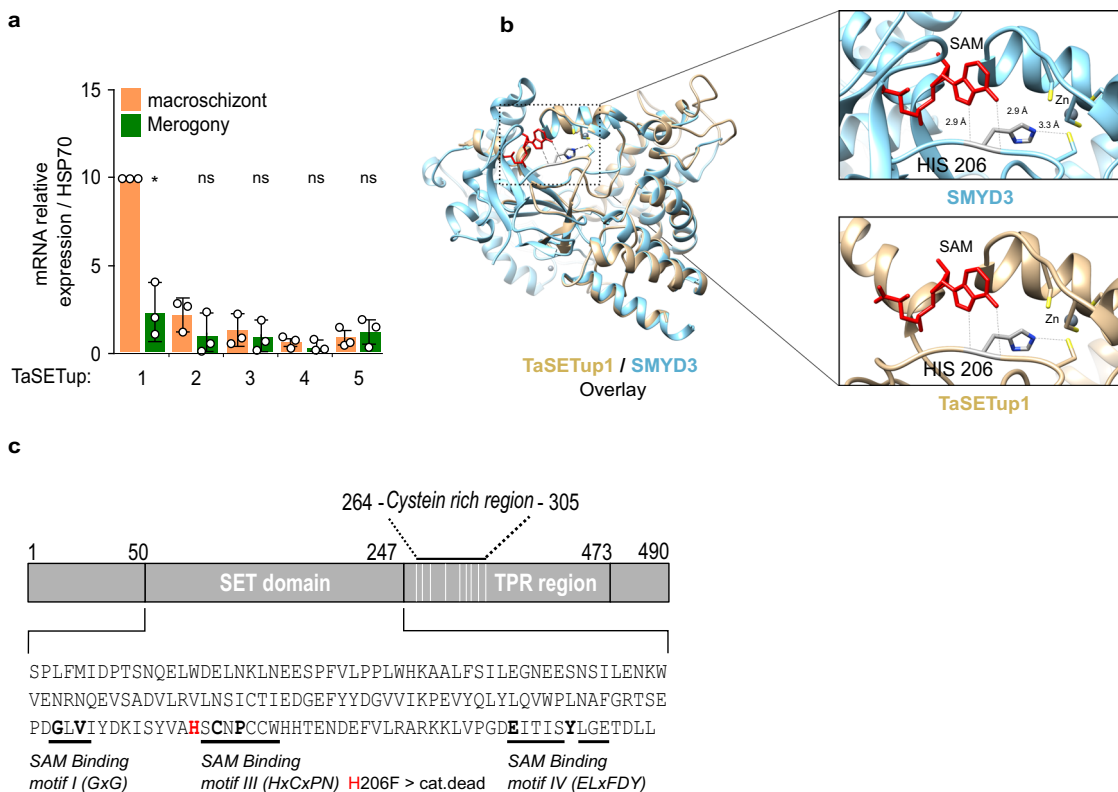 a
15
10
5
0
mRNA relative
expression / HSP70
macroschizont
Merogony
* ns ns ns ns
TaSETup: 1 2 3 4 5
b
TaSETup1 / SMYD3
Overlay
SAM
Zn
2.9 Å
2.9 Å
3.3 Å
HIS 206
SMYD3
SAM
Zn
HIS 206
TaSETup1
c
264 - Cystein rich region - 305
1 50 247 473 490
SET domain TPR region
SPLFMIDPTSNQELWDELNKLNEESPFVLPPLWHKAALFSILEGNEESNSILENKW
VENRNQEVSADVLRVLNSICTIEDGEFYYDGVVIKPEVYQLYLQVWPLNAFGRTSE
PDGLVIYDKISYVAHSCNPCCWHHTENDEFVLRARKKLVPGDEITISYLGETDLL
SAM Binding
motif I (GxG)
SAM Binding
motif III (HxCxPN) H206F > cat.dead
SAM Binding
motif IV (ELxFDY)